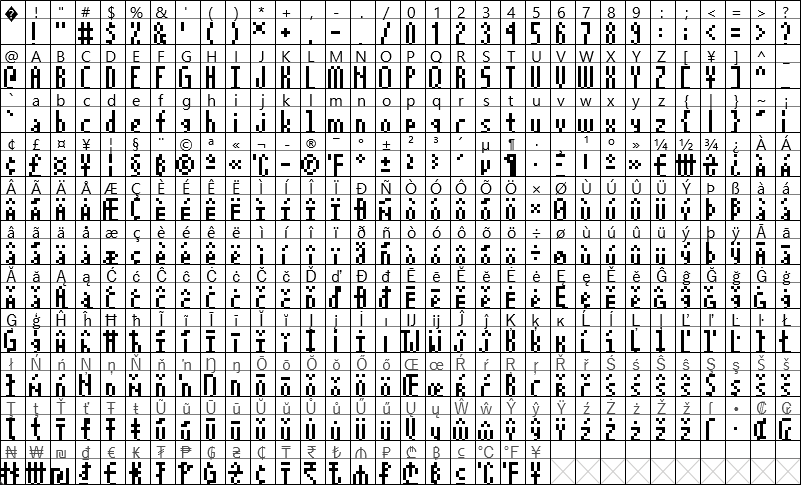 � ! " # $ % & ' ( ) * + , - . / 0 1 2 3 4 5 6 7 8 9 : ; < = > ?
@ A B C D E F G H I J K L M N O P Q R S T U V W X Y Z [ ¥ ] ^ _
` a b c d e f g h i j k l m n o p q r s t u v w x y z { | } ~ ¡
¢ £ ¤ ¥ ¦ § ¨ © ª « ¬ - ® ¯ ° ± ² ³ ´ µ ¶ · ¸ ¹ º » ¼ ½ ¾ ¿ À Á
Â Ã Ä Å Æ Ç È É Ê Ë Ì Í Î Ï Ð Ñ Ò Ó Ô Õ Ö × Ø Ù Ú Û Ü Ý Þ ß à á
â ã ä å æ ç è é ê ë ì í î ï ð ñ ò ó ô õ ö ÷ ø ù ú û ü ý þ ÿ Ā ā
Ă ă Ą ą Ć ć Ĉ ĉ Ċ ċ Č č Ď ď Đ đ Ē ē Ĕ ĕ Ė ė Ę ę Ě ě Ĝ ĝ Ğ ğ Ġ ġ
Ģ ģ Ĥ ĥ Ħ ħ Ĩ ĩ Ī ī Ĭ ĭ Į į İ ı Ĳ ĳ Ĵ ĵ Ķ ķ ĸ Ĺ ĺ Ļ ļ Ľ ľ Ŀ ŀ Ł
ł Ń ń Ņ ņ Ň ň ŉ Ŋ ŋ Ō ō Ŏ ŏ Ő ő Œ œ Ŕ ŕ Ŗ ŗ Ř ř Ś ś Ŝ ŝ Ş ş Š š
Ţ ţ Ť ť Ŧ ŧ Ũ ũ Ū ū Ŭ ŭ Ů ů Ű ű Ų ų Ŵ ŵ Ŷ ŷ Ÿ Ź ź Ż ż Ž ž ſ •
₦ ₩ ₪ ₫ € ₭ ₮ ₱ ₲ ₴ ₸ ₹ ₺ ₼ ₽ ₾ ℃ ℉ ¥